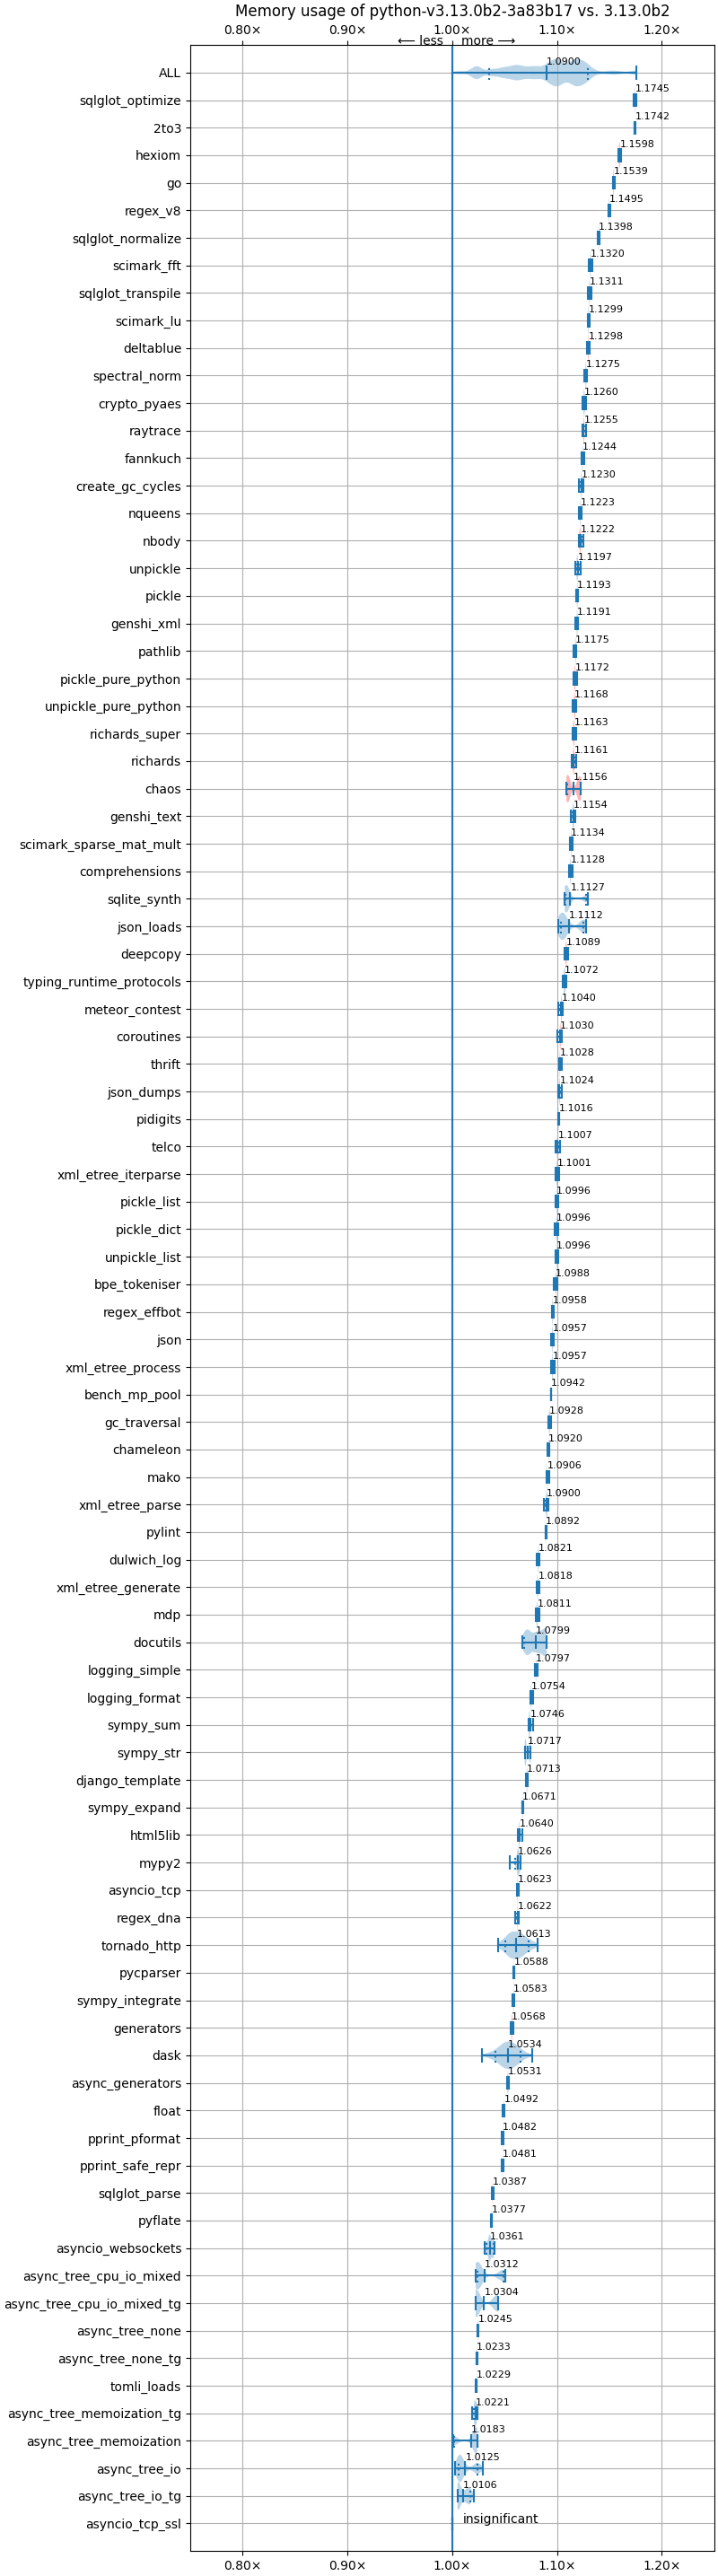 Memory usage of python-v3.13.0b2-3a83b17 vs. 3.13.0b2
0.80× 0.90× 1.00× 1.10× 1.20×
⟵ less more ⟶
ALL 1.0900
sqlglot_optimize 1.1745
2to3 1.1742
hexiom 1.1598
go 1.1539
regex_v8 1.1495
sqlglot_normalize 1.1398
scimark_fft 1.1320
sqlglot_transpile 1.1311
scimark_lu 1.1299
deltablue 1.1298
spectral_norm 1.1275
crypto_pyaes 1.1260
raytrace 1.1255
fannkuch 1.1244
create_gc_cycles 1.1230
nqueens 1.1223
nbody 1.1222
unpickle 1.1197
pickle 1.1193
genshi_xml 1.1191
pathlib 1.1175
pickle_pure_python 1.1172
unpickle_pure_python 1.1168
richards_super 1.1163
richards 1.1161
chaos 1.1156
genshi_text 1.1154
scimark_sparse_mat_mult 1.1134
comprehensions 1.1128
sqlite_synth 1.1127
json_loads 1.1112
deepcopy 1.1089
typing_runtime_protocols 1.1072
meteor_contest 1.1040
coroutines 1.1030
thrift 1.1028
json_dumps 1.1024
pidigits 1.1016
telco 1.1007
xml_etree_iterparse 1.1001
pickle_list 1.0996
pickle_dict 1.0996
unpickle_list 1.0996
bpe_tokeniser 1.0988
regex_effbot 1.0958
json 1.0957
xml_etree_process 1.0957
bench_mp_pool 1.0942
gc_traversal 1.0928
chameleon 1.0920
mako 1.0906
xml_etree_parse 1.0900
pylint 1.0892
dulwich_log 1.0821
xml_etree_generate 1.0818
mdp 1.0811
docutils 1.0799
logging_simple 1.0797
logging_format 1.0754
sympy_sum 1.0746
sympy_str 1.0717
django_template 1.0713
sympy_expand 1.0671
html5lib 1.0640
mypy2 1.0626
asyncio_tcp 1.0623
regex_dna 1.0622
tornado_http 1.0613
pycparser 1.0588
sympy_integrate 1.0583
generators 1.0568
dask 1.0534
async_generators 1.0531
float 1.0492
pprint_pformat 1.0482
pprint_safe_repr 1.0481
sqlglot_parse 1.0387
pyflate 1.0377
asyncio_websockets 1.0361
async_tree_cpu_io_mixed 1.0312
async_tree_cpu_io_mixed_tg 1.0304
async_tree_none 1.0245
async_tree_none_tg 1.0233
tomli_loads 1.0229
async_tree_memoization_tg 1.0221
async_tree_memoization 1.0183
async_tree_io 1.0125
async_tree_io_tg 1.0106
asyncio_tcp_ssl insignificant
0.80× 0.90× 1.00× 1.10× 1.20×